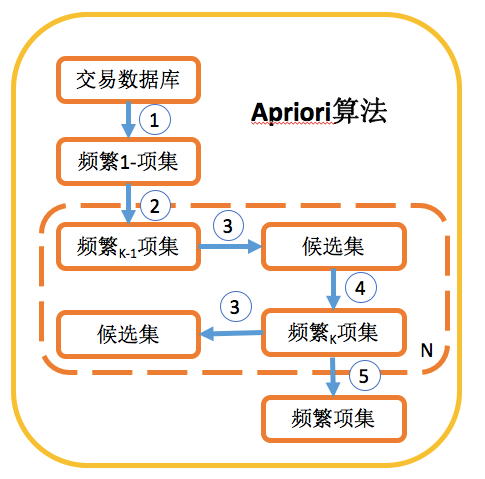 交易数据库
Apriori算法
1
频繁1-项集
2
频繁K-1项集
3
候选集
4
3
候选集
频繁K项集
N
5
频繁项集